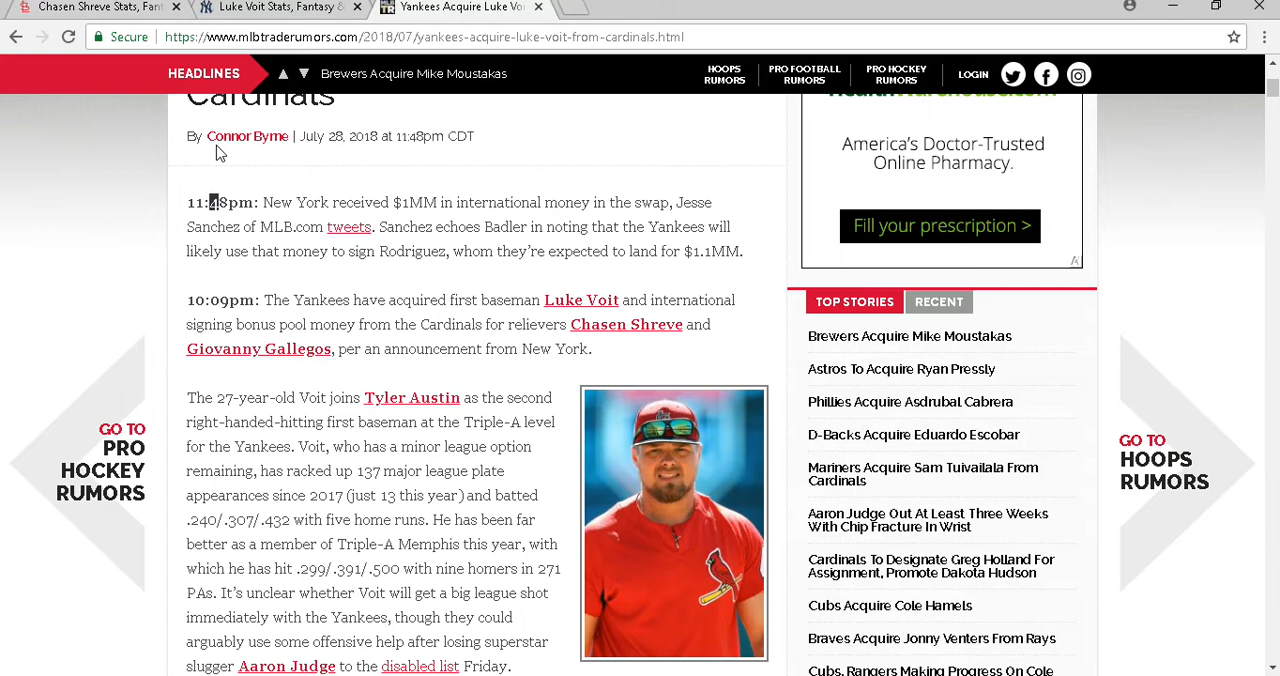 Chasen Shreve Stats, Fant
Luke Voit Stats, Fantasy &
Yankees Acquire Luke Voi
Secure
https://www.mlbtraderumors.com/2018/07/yankees-acquire-luke-voit-from-cardinals.html
HEADLINES
Brewers Acquire Mike Moustakas
HOOPS
RUMORS
PRO FOOTBALL
RUMORS
PRO HOCKEY
RUMORS
LOGIN
Cardinals
By Connor Byrne | July 28, 2018 at 11:48pm CDT
11:48pm: New York received $1MM in international money in the swap, Jesse
Sanchez of MLB.com tweets. Sanchez echoes Badler in noting that the Yankees will
likely use that money to sign Rodriguez, whom they're expected to land for $1.1MM.
10:09pm: The Yankees have acquired first baseman Luke Voit and international
signing bonus pool money from the Cardinals for relievers Chasen Shreve and
Giovanny Gallegos, per an announcement from New York.
The 27-year-old Voit joins Tyler Austin as the second
right-handed-hitting first baseman at the Triple-A level
for the Yankees. Voit, who has a minor league option
remaining, has racked up 137 major league plate
appearances since 2017 (just 13 this year) and batted
.240/.307/.432 with five home runs. He has been far
better as a member of Triple-A Memphis this year, with
which he has hit .299/.391/.500 with nine homers in 271
PAs. It's unclear whether Voit will get a big league shot
immediately with the Yankees, though they could
arguably use some offensive help after losing superstar
slugger Aaron Judge to the disabled list Friday.
GO TO
PRO
HOCKEY
RUMORS
HealthWarehouse.com
America's Doctor-Trusted
Online Pharmacy.
Fill your prescription >
TOP STORIES
RECENT
Brewers Acquire Mike Moustakas
Astros To Acquire Ryan Pressly
Phillies Acquire Asdrubal Cabrera
D-Backs Acquire Eduardo Escobar
Mariners Acquire Sam Tuivailala From
Cardinals
Aaron Judge Out At Least Three Weeks
With Chip Fracture In Wrist
Cardinals To Designate Greg Holland For
Assignment, Promote Dakota Hudson
Cubs Acquire Cole Hamels
Braves Acquire Jonny Venters From Rays
Cubs, Rangers Making Progress On Cole
GO TO
HOOPS
RUMORS